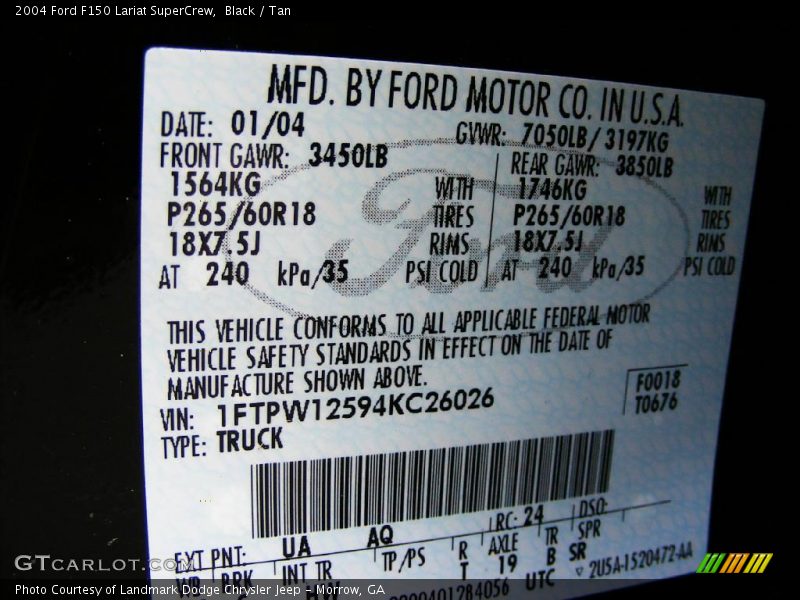 2004 Ford F150 Lariat SuperCrew, Black / Tan
MFD. BY FORD MOTOR CO. IN U.S.A.
DATE: 01/04 GVWR: 7050LB/ 3197KG
FRONT GAWR: 3450LB REAR GAWR: 3850LB
1564KG WITH 1746KG WITH
P265/60R18 TIRES P265/60R18 TIRES
18X7.5J RIMS 18X7.5J RIMS
AT 240 kPa/35 PSI COLD AT 240 kPa/35 PSI COLD
Ford
THIS VEHICLE CONFORMS TO ALL APPLICABLE FEDERAL MOTOR
VEHICLE SAFETY STANDARDS IN EFFECT ON THE DATE OF
MANUFACTURE SHOWN ABOVE.
F0018
T0676
VIN: 1FTPW12594KC26026
TYPE: TRUCK
EXT PNT: UA AQ RC: 24 DSO:
WB BRK INT TR TP/PS R AXLE TR SPR
T 19 B SR
UTC ▽ 2U5A-1520472-AA
GTCARLOT.COM
Photo Courtesy of Landmark Dodge Chrysler Jeep - Morrow, GA